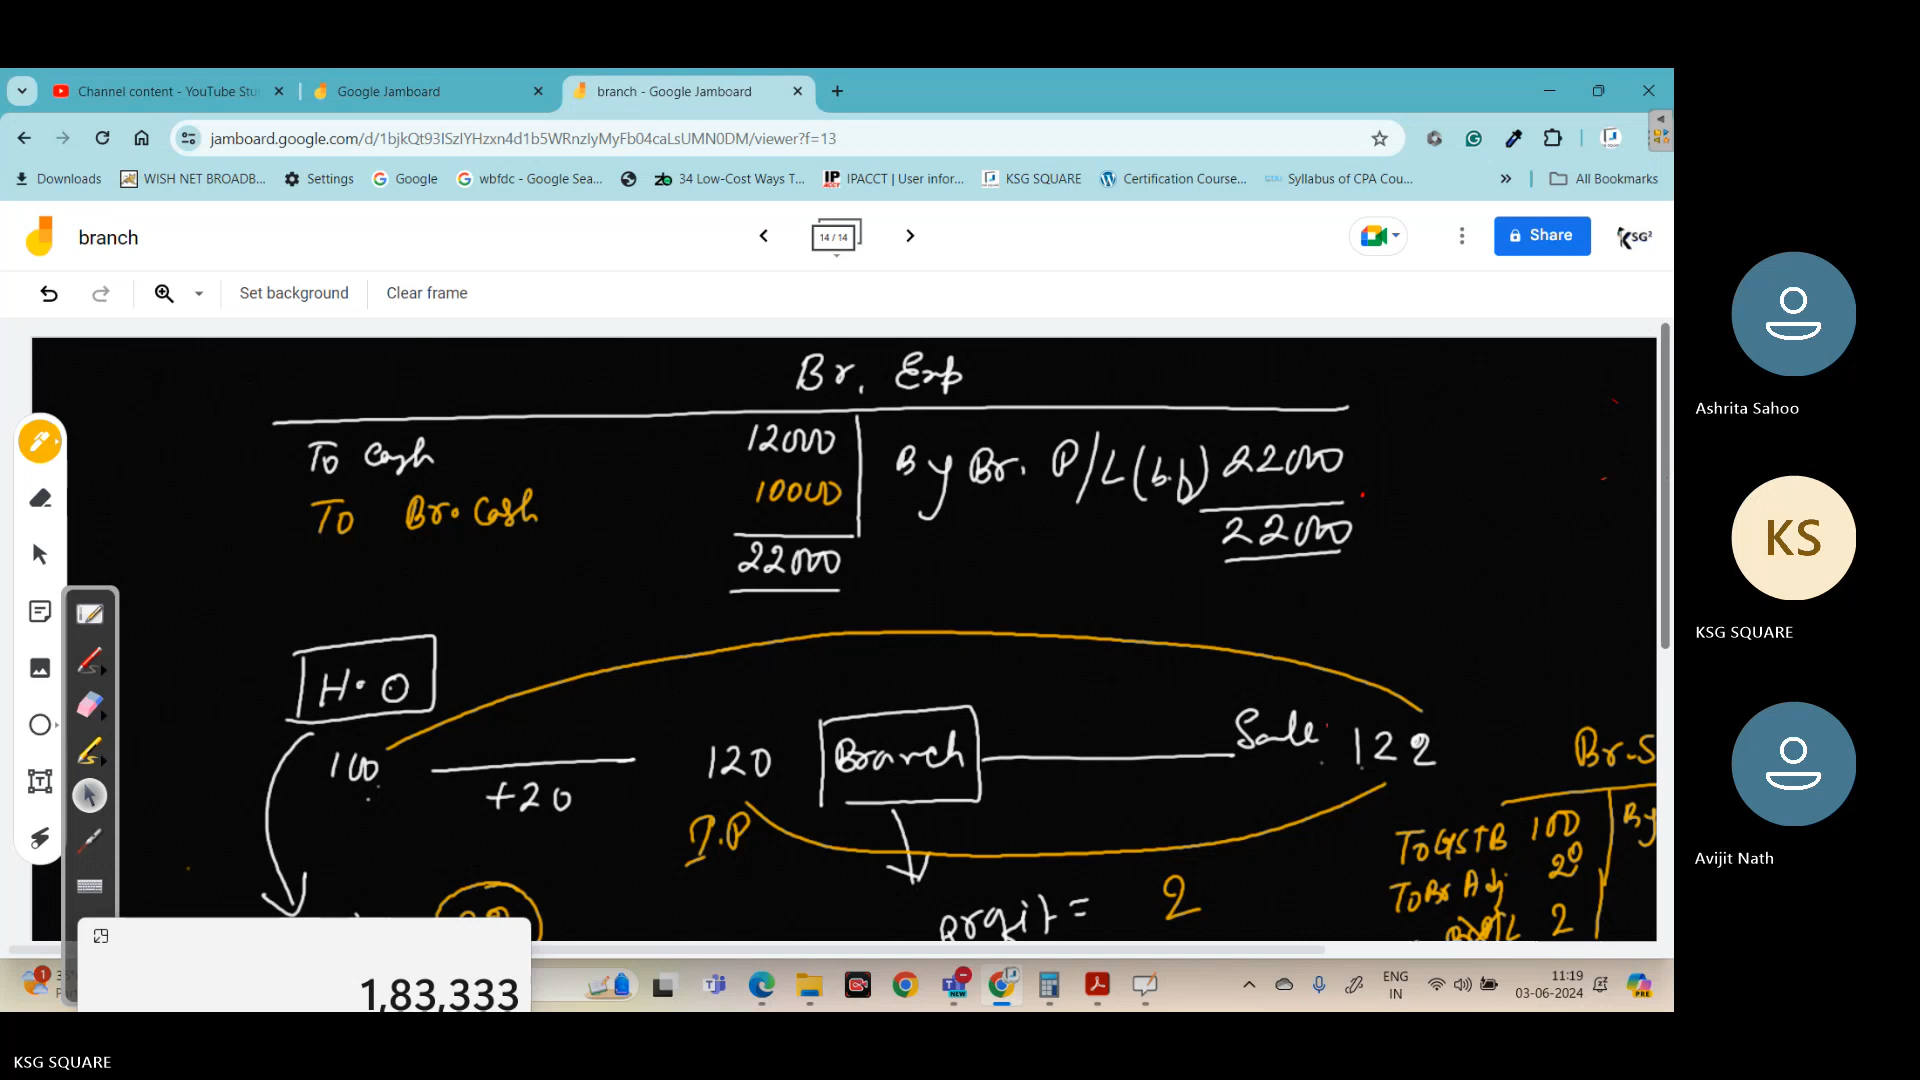 Channel content - YouTube Stu
Google Jamboard
branch - Google Jamboard
jamboard.google.com/d/1bjkQt93ISzIYHzxn4d1b5WRnzIyMyFb04caLsUMN0DM/viewer?f=13
Downloads
WISH NET BROADB...
Settings
Google
wbfdc - Google Sea...
34 Low-Cost Ways T...
IPACCT | User infor...
KSG SQUARE
Certification Course...
Syllabus of CPA Cou...
All Bookmarks
branch
14 / 14
Share
KSG²
Set background
Clear frame
Br. Exp
To Cash 12000
By Br. P/L (b.f) 22000
To Br. Cash 10000
22000
22000
H.O
100
+20
120
Branch
Sale 122
I.P
Br-S
To GSTB 100
By
To Br Adj 20
2
profit = 2
1,83,333
ENG
IN
11:19
03-06-2024
Ashrita Sahoo
KS
KSG SQUARE
Avijit Nath
KSG SQUARE